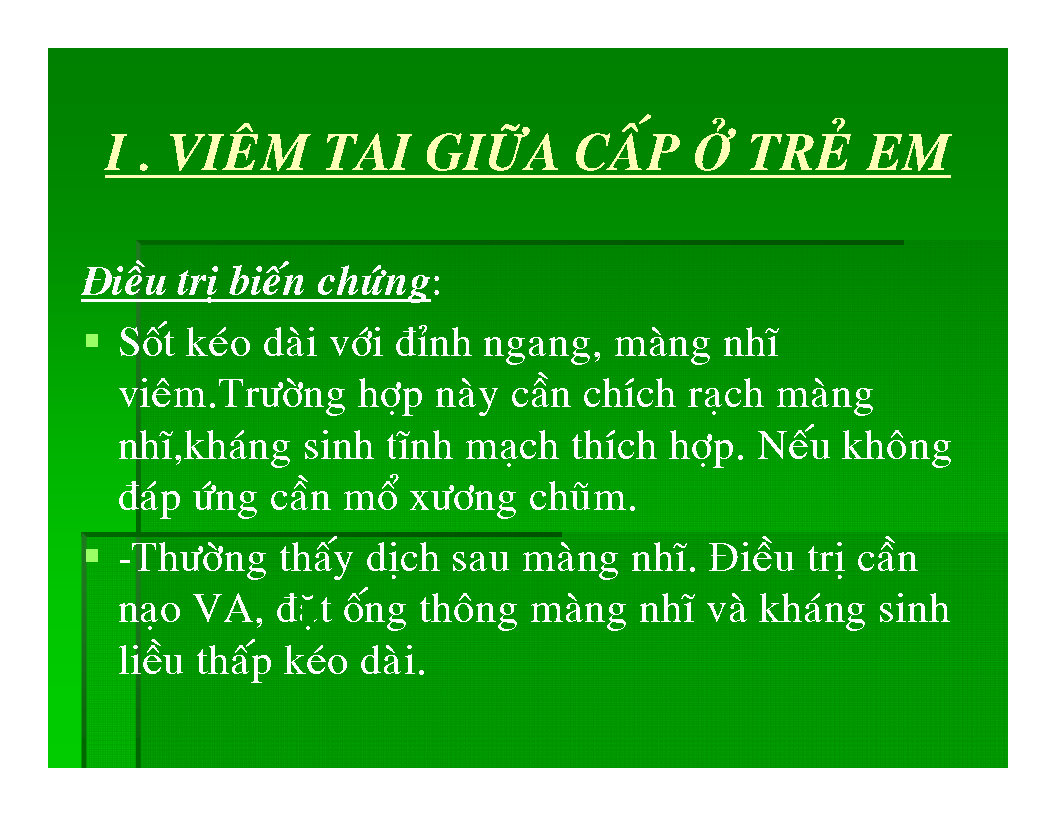 I . VIÊM TAI GIỮA CẤP Ở TRẺ EM
Điều trị biến chứng:
Sốt kéo dài với đỉnh ngang, màng nhĩ
viêm.Trường hợp này cần chích rạch màng
nhĩ,kháng sinh tĩnh mạch thích hợp. Nếu không
đáp ứng cần mổ xương chũm.
-Thường thấy dịch sau màng nhĩ. Điều trị cần
nạo VA, đặt ống thông màng nhĩ và kháng sinh
liều thấp kéo dài.